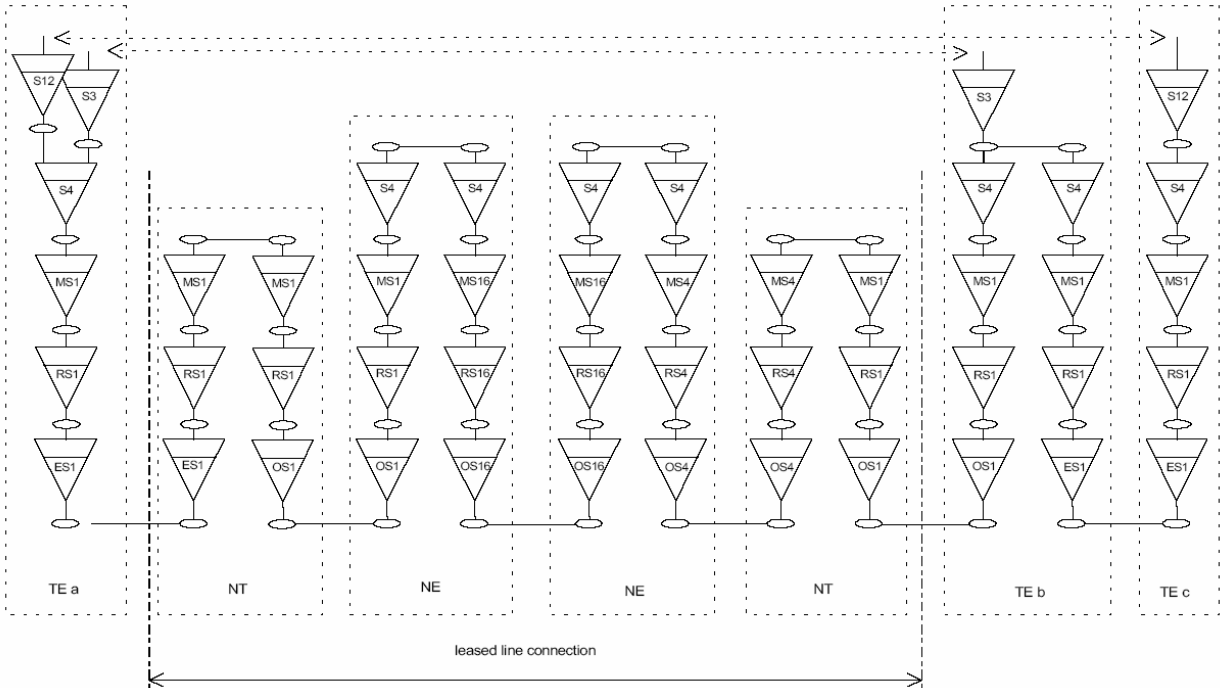 S12
S3
S3
S12
S4
S4
S4
S4
S4
S4
S4
S4
MS1
MS1
MS1
MS1
MS16
MS16
MS4
MS4
MS1
MS1
MS1
MS1
RS1
RS1
RS1
RS1
RS16
RS16
RS4
RS4
RS1
RS1
RS1
RS1
ES1
ES1
OS1
OS1
OS16
OS16
OS4
OS4
OS1
OS1
ES1
ES1
TE a
NT
NE
NE
NT
TE b
TE c
leased line connection